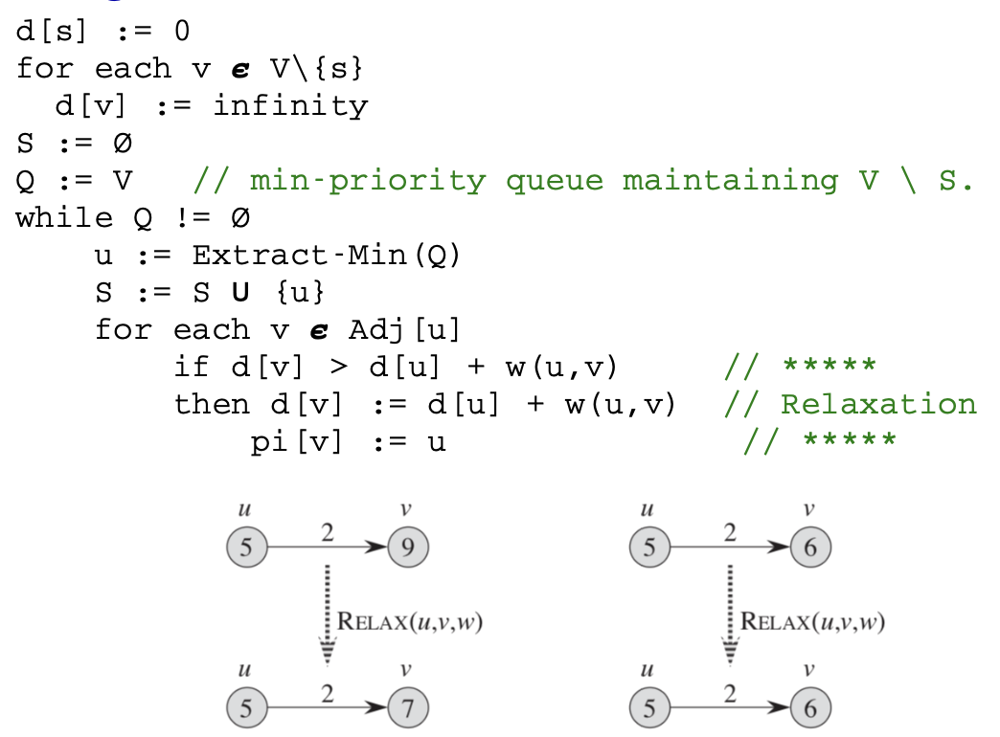 d[s] := 0
for each v ϵ V\{s}
  d[v] := infinity
S := Ø
Q := V   // min-priority queue maintaining V \ S.
while Q != Ø
    u := Extract-Min(Q)
    S := S U {u}
    for each v ϵ Adj[u]
        if d[v] > d[u] + w(u,v)     // *****
        then d[v] := d[u] + w(u,v)  // Relaxation
            pi[v] := u               // *****
u v u v
5 2 9 5 2 6
RELAX(u,v,w) RELAX(u,v,w)
u v u v
5 2 7 5 2 6